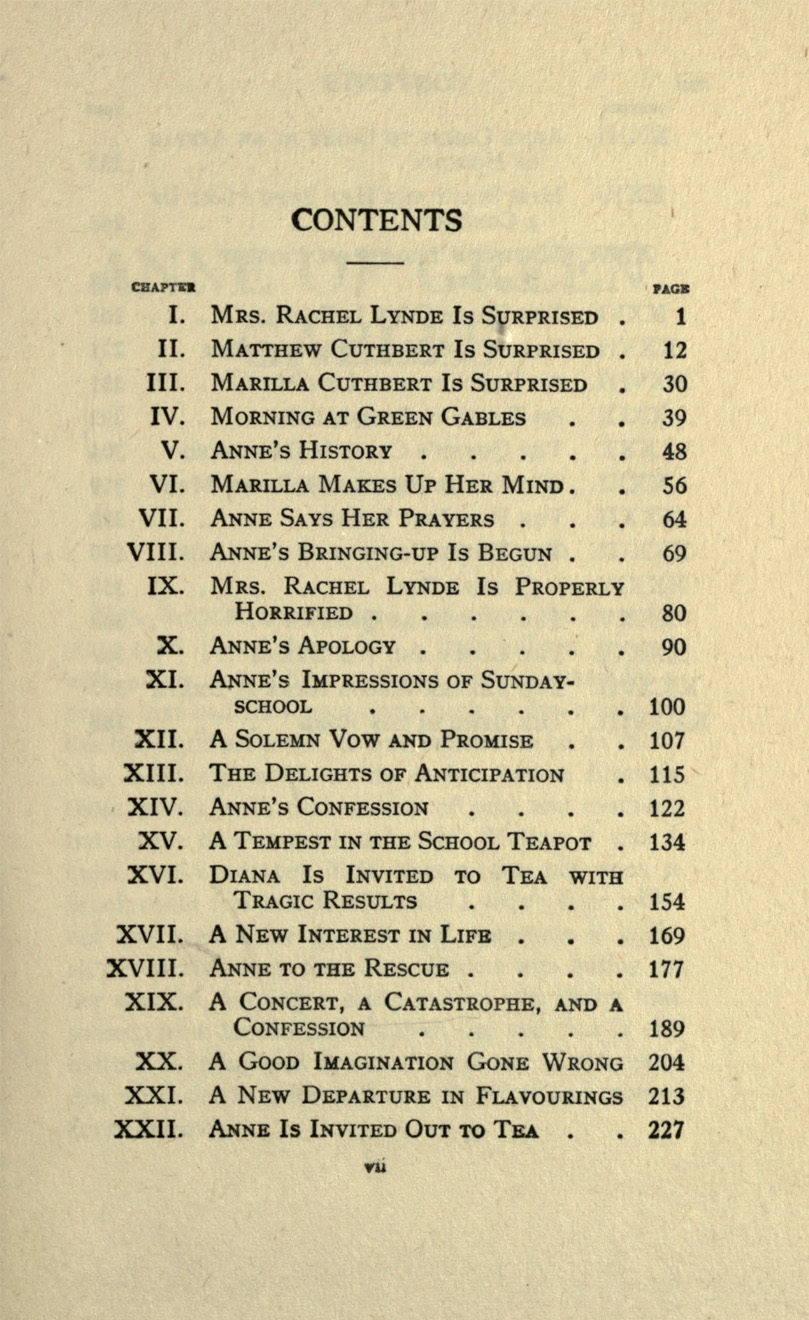 CONTENTS
CHAPTER PAGE
I. MRS. RACHEL LYNDE IS SURPRISED . 1
II. MATTHEW CUTHBERT IS SURPRISED . 12
III. MARILLA CUTHBERT IS SURPRISED . 30
IV. MORNING AT GREEN GABLES . . 39
V. ANNE'S HISTORY . . . . . 48
VI. MARILLA MAKES UP HER MIND . . 56
VII. ANNE SAYS HER PRAYERS . . . 64
VIII. ANNE'S BRINGING-UP IS BEGUN . . 69
IX. MRS. RACHEL LYNDE IS PROPERLY
HORRIFIED . . . . . . 80
X. ANNE'S APOLOGY . . . . . 90
XI. ANNE'S IMPRESSIONS OF SUNDAY-
SCHOOL . . . . . . 100
XII. A SOLEMN VOW AND PROMISE . . 107
XIII. THE DELIGHTS OF ANTICIPATION . 115
XIV. ANNE'S CONFESSION . . . . 122
XV. A TEMPEST IN THE SCHOOL TEAPOT . 134
XVI. DIANA IS INVITED TO TEA WITH
TRAGIC RESULTS . . . . 154
XVII. A NEW INTEREST IN LIFE . . . 169
XVIII. ANNE TO THE RESCUE . . . . 177
XIX. A CONCERT, A CATASTROPHE, AND A
CONFESSION . . . . . 189
XX. A GOOD IMAGINATION GONE WRONG 204
XXI. A NEW DEPARTURE IN FLAVOURINGS 213
XXII. ANNE IS INVITED OUT TO TEA . . 227
vii